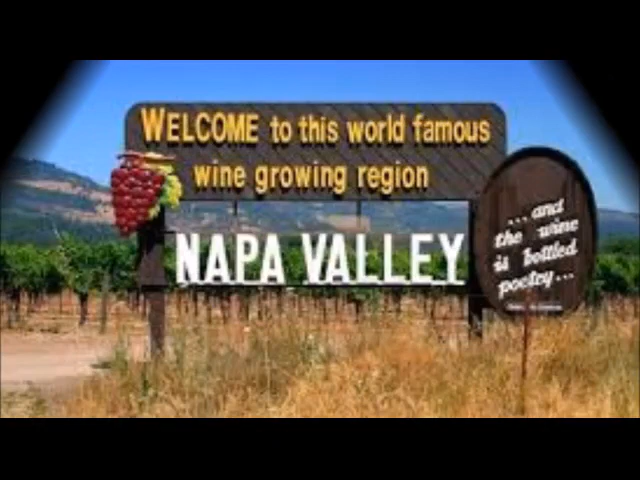 WELCOME to this world famous
wine growing region
NAPA VALLEY
...and
the wine
is bottled
poetry...